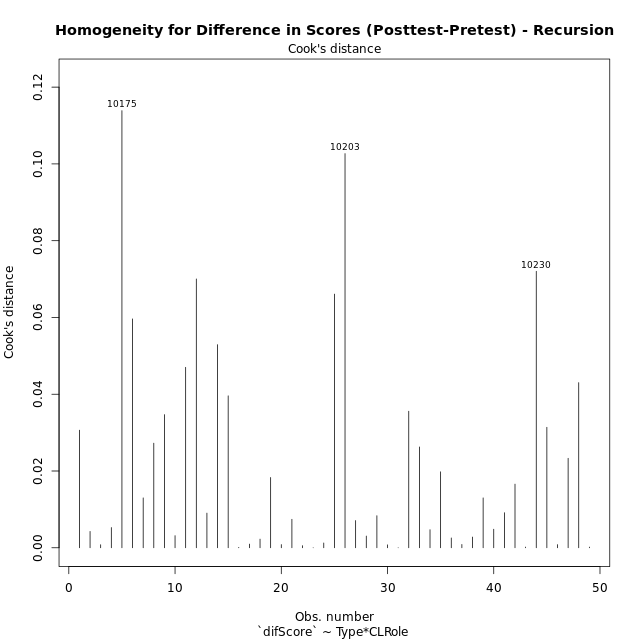 Homogeneity for Difference in Scores (Posttest-Pretest) - Recursion
Cook's distance
0.12
0.10
0.08
0.06
0.04
0.02
0.00
Cook's distance
10175
10203
10230
0 10 20 30 40 50
Obs. number
`difScore` ~ Type*CLRole